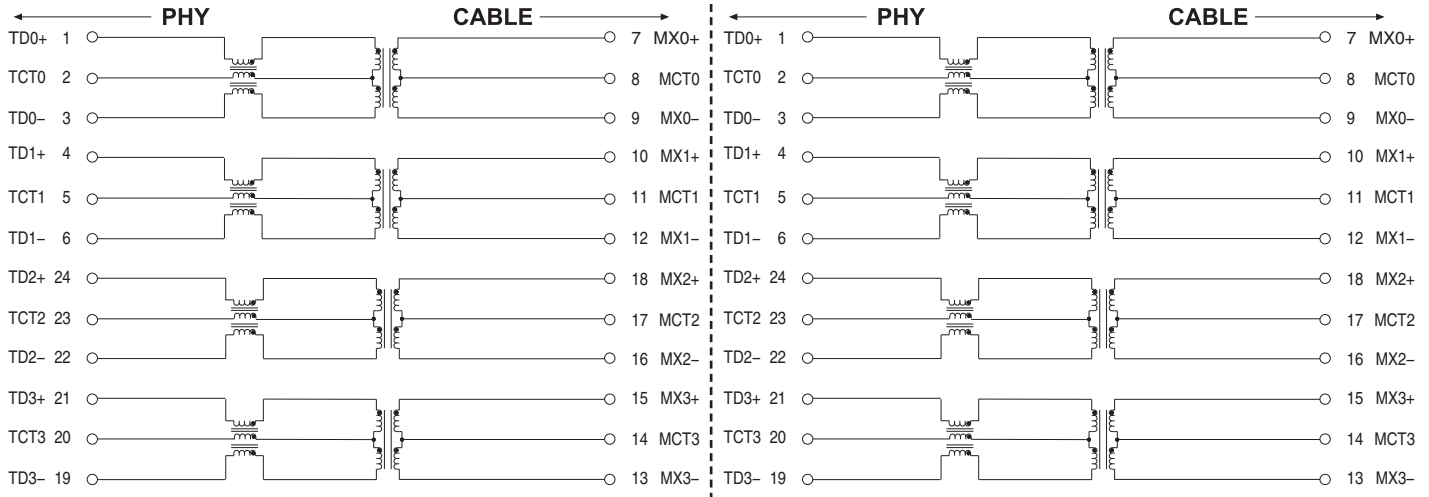 PHY CABLE
TD0+ 1 7 MX0+
TCT0 2 8 MCT0
TD0– 3 9 MX0–
TD1+ 4 10 MX1+
TCT1 5 11 MCT1
TD1– 6 12 MX1–
TD2+ 24 18 MX2+
TCT2 23 17 MCT2
TD2– 22 16 MX2–
TD3+ 21 15 MX3+
TCT3 20 14 MCT3
TD3– 19 13 MX3–
PHY CABLE
TD0+ 1 7 MX0+
TCT0 2 8 MCT0
TD0– 3 9 MX0–
TD1+ 4 10 MX1+
TCT1 5 11 MCT1
TD1– 6 12 MX1–
TD2+ 24 18 MX2+
TCT2 23 17 MCT2
TD2– 22 16 MX2–
TD3+ 21 15 MX3+
TCT3 20 14 MCT3
TD3– 19 13 MX3–